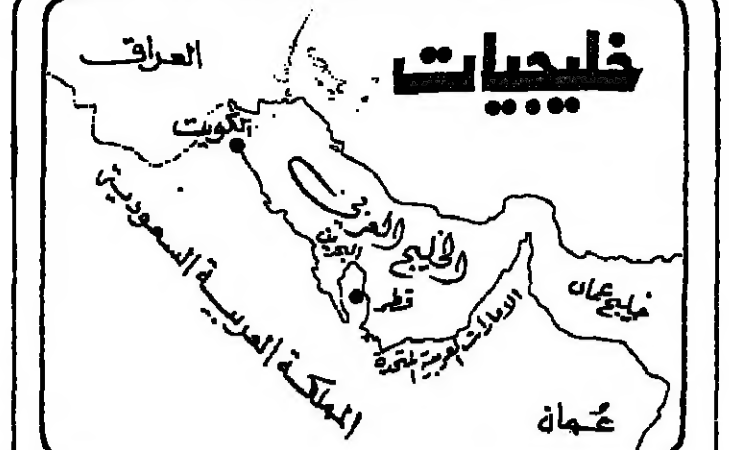 خليجيات
العراق
الكويت
الخليج العربي
البحرين
قطر
المملكة العربية السعودية
الامارات العربية المتحدة
خليج عمان
عُمان